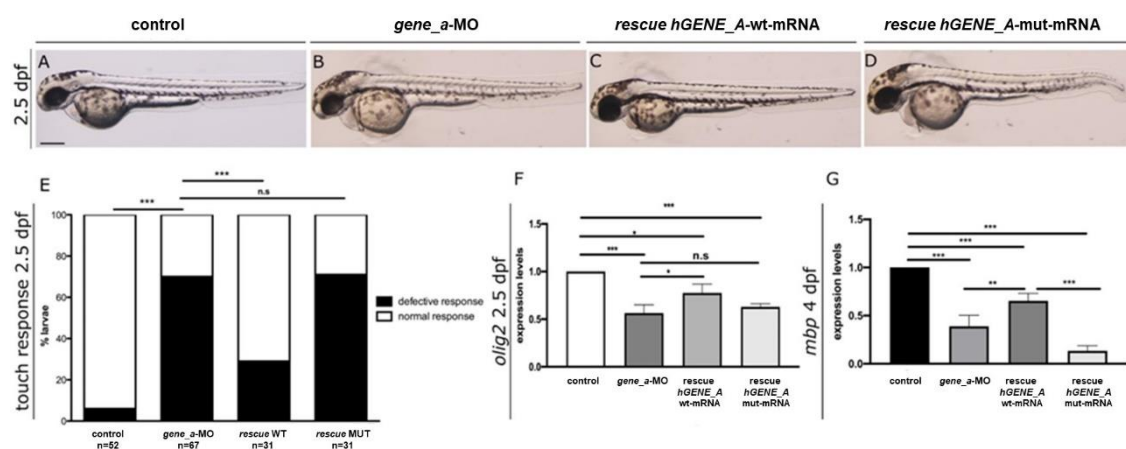 control
gene_a-MO
rescue hGENE_A-wt-mRNA
rescue hGENE_A-mut-mRNA
2.5 dpf
A
B
C
D
E
touch response 2.5 dpf
% larvae
100
80
60
40
20
0
***
***
n.s
defective response
normal response
control
n=52
gene_a-MO
n=67
rescue WT
n=31
rescue MUT
n=31
F
olig2 2.5 dpf
expression levels
1.5
1.0
0.5
0.0
***
*
***
n.s
*
control
gene_a-MO
rescue
hGENE_A
wt-mRNA
rescue
hGENE_A
mut-mRNA
G
mbp 4 dpf
expression levels
1.5
1.0
0.5
0.0
***
***
***
**
***
control
gene_a-MO
rescue
hGENE_A
wt-mRNA
rescue
hGENE_A
mut-mRNA